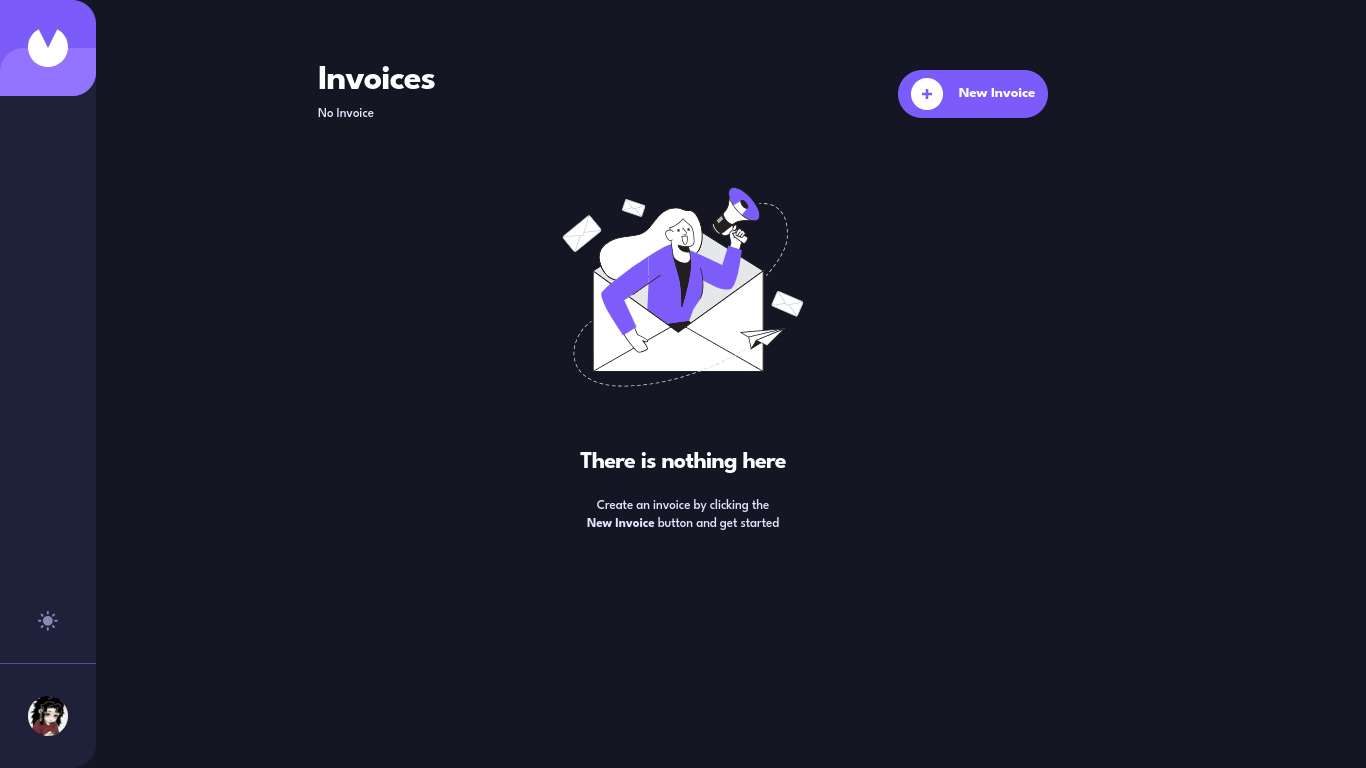 Invoices
No Invoice
New Invoice
There is nothing here
Create an invoice by clicking the
New Invoice button and get started